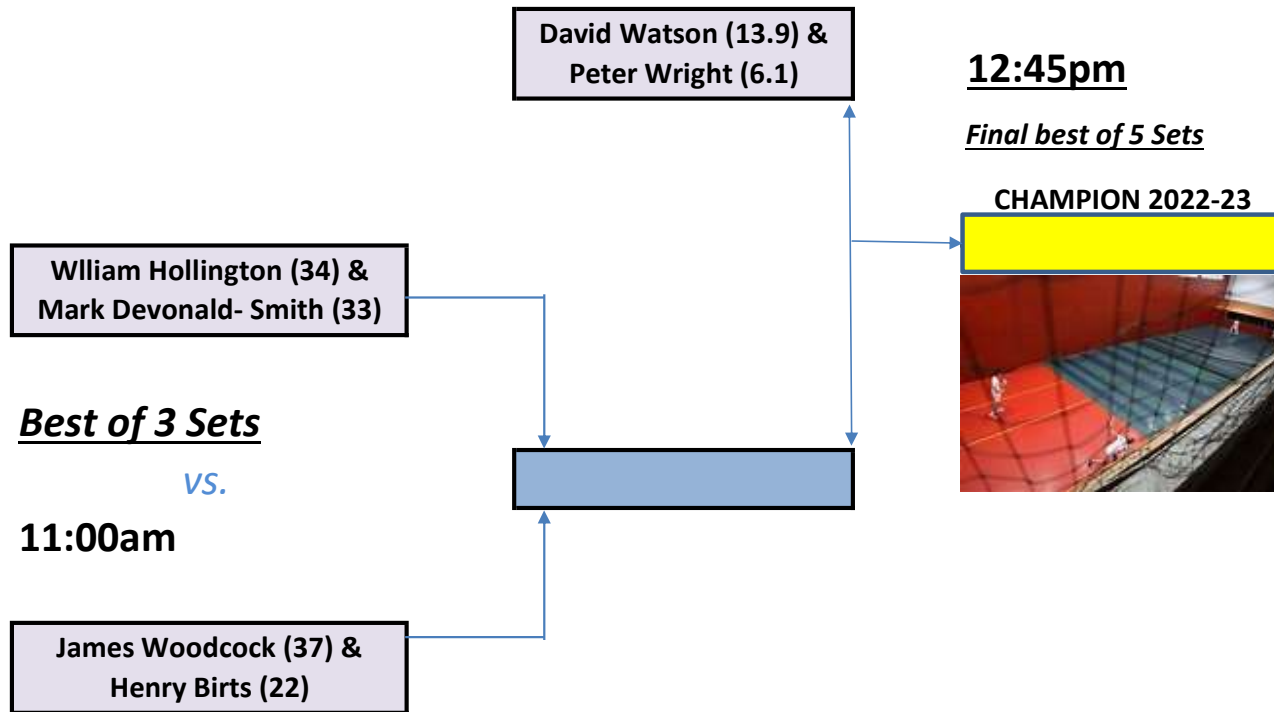 David Watson (13.9) &
Peter Wright (6.1)
12:45pm
Final best of 5 Sets
CHAMPION 2022-23
Wlliam Hollington (34) &
Mark Devonald- Smith (33)
Best of 3 Sets
vs.
11:00am
James Woodcock (37) &
Henry Birts (22)